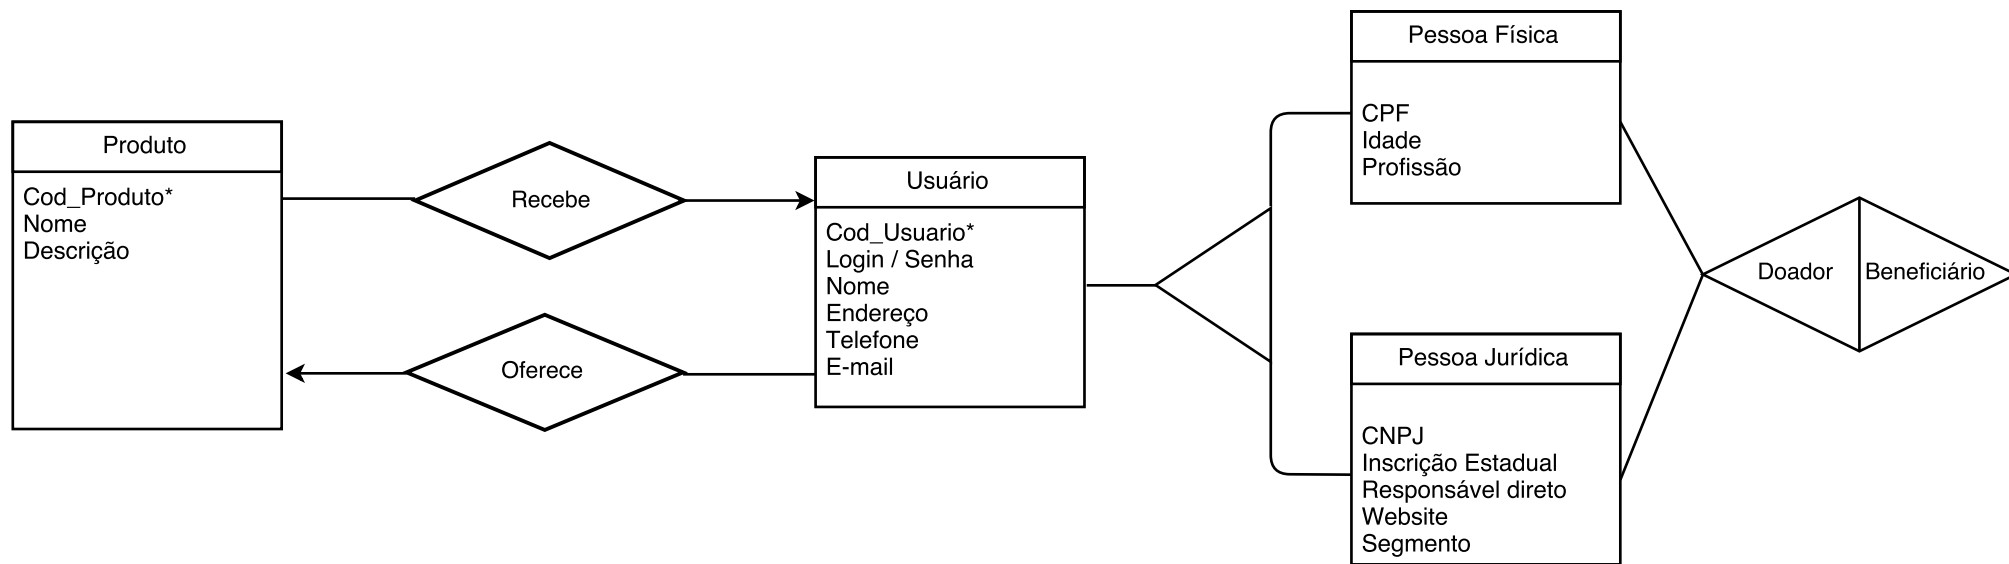 Produto
Cod_Produto*
Nome
Descrição
Recebe
Oferece
Usuário
Cod_Usuario*
Login / Senha
Nome
Endereço
Telefone
E-mail
Pessoa Física
CPF
Idade
Profissão
Pessoa Jurídica
CNPJ
Inscrição Estadual
Responsável direto
Website
Segmento
Doador
Beneficiário